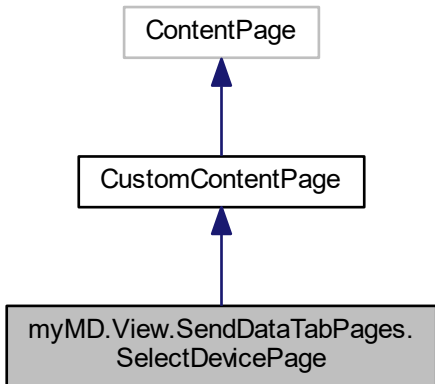 ContentPage
CustomContentPage
myMD.View.SendDataTabPages.
SelectDevicePage